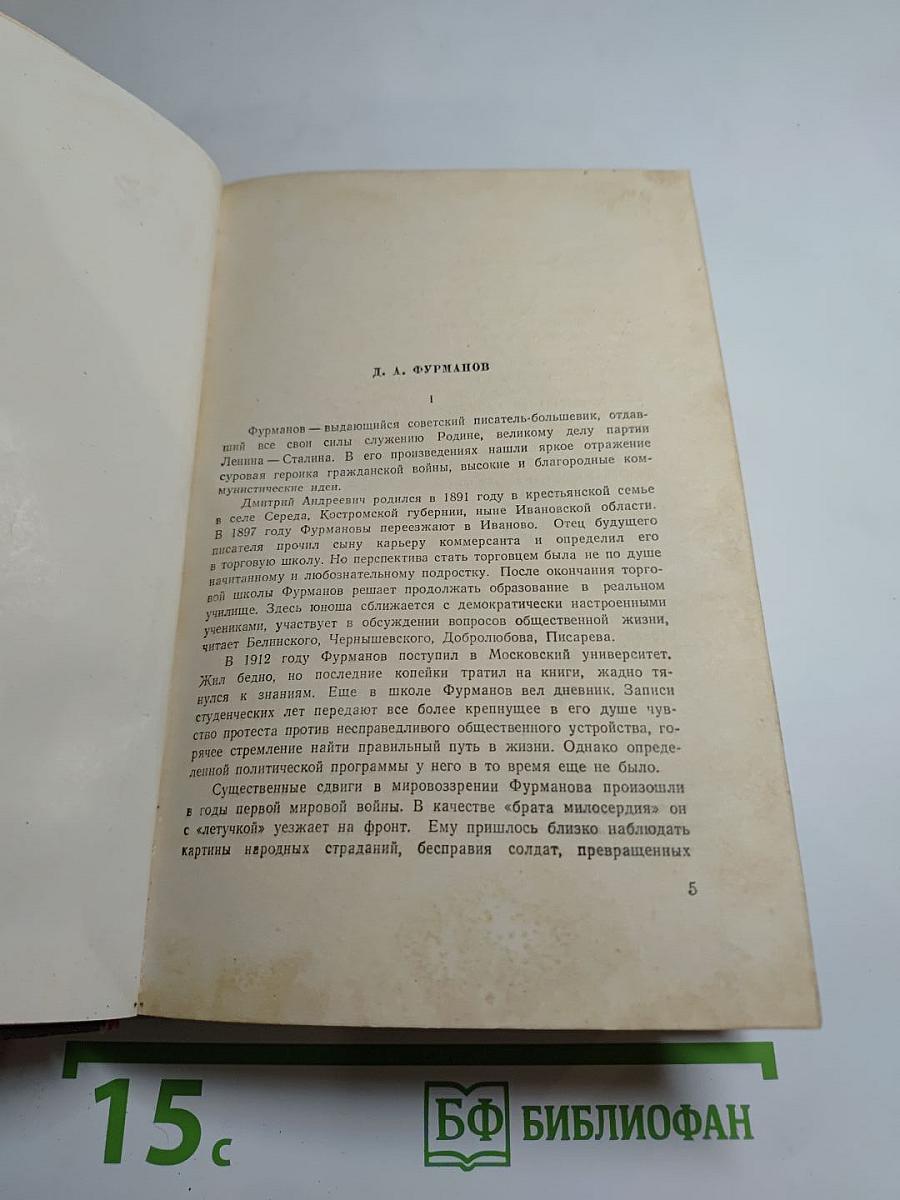 Д. А. ФУРМАНОВ
1
Фурманов — выдающийся советский писатель-большевик, отдав-
ший все свои силы служению Родине, великому делу партии
Ленина — Сталина. В его произведениях нашли яркое отражение
суровая героика гражданской войны, высокие и благородные ком-
мунистические идеи.
Дмитрий Андреевич родился в 1891 году в крестьянской семье
в селе Середа, Костромской губернии, ныне Ивановской области.
В 1897 году Фурмановы переезжают в Иваново. Отец будущего
писателя прочил сыну карьеру коммерсанта и определил его
в торговую школу. Но перспектива стать торговцем была не по душе
начитанному и любознательному подростку. После окончания торго-
вой школы Фурманов решает продолжать образование в реальном
училище. Здесь юноша сближается с демократически настроенными
учениками, участвует в обсуждении вопросов общественной жизни,
читает Белинского, Чернышевского, Добролюбова, Писарева.
В 1912 году Фурманов поступил в Московский университет.
Жил бедно, но последние копейки тратил на книги, жадно тя-
нулся к знаниям. Еще в школе Фурманов вел дневник. Записи
студенческих лет передают все более крепнущее в его душе чув-
ство протеста против несправедливого общественного устройства, го-
рячее стремление найти правильный путь в жизни. Однако опреде-
ленной политической программы у него в то время еще не было.
Существенные сдвиги в мировоззрении Фурманова произошли
в годы первой мировой войны. В качестве «брата милосердия» он
с «летучкой» уезжает на фронт. Ему пришлось близко наблюдать
картины народных страданий, бесправия солдат, превращенных
5
15 с
БФ БИБЛИОФАН